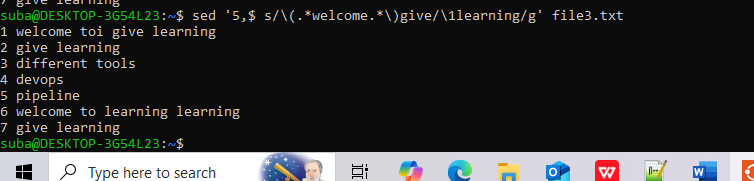 7 give learning
suba@DESKTOP-3G54L23:~$ sed '5,$ s/\(.*welcome.*\)give/\1learning/g' file3.txt
1 welcome toi give learning
2 give learning
3 different tools
4 devops
5 pipeline
6 welcome to learning learning
7 give learning
suba@DESKTOP-3G54L23:~$
Type here to search